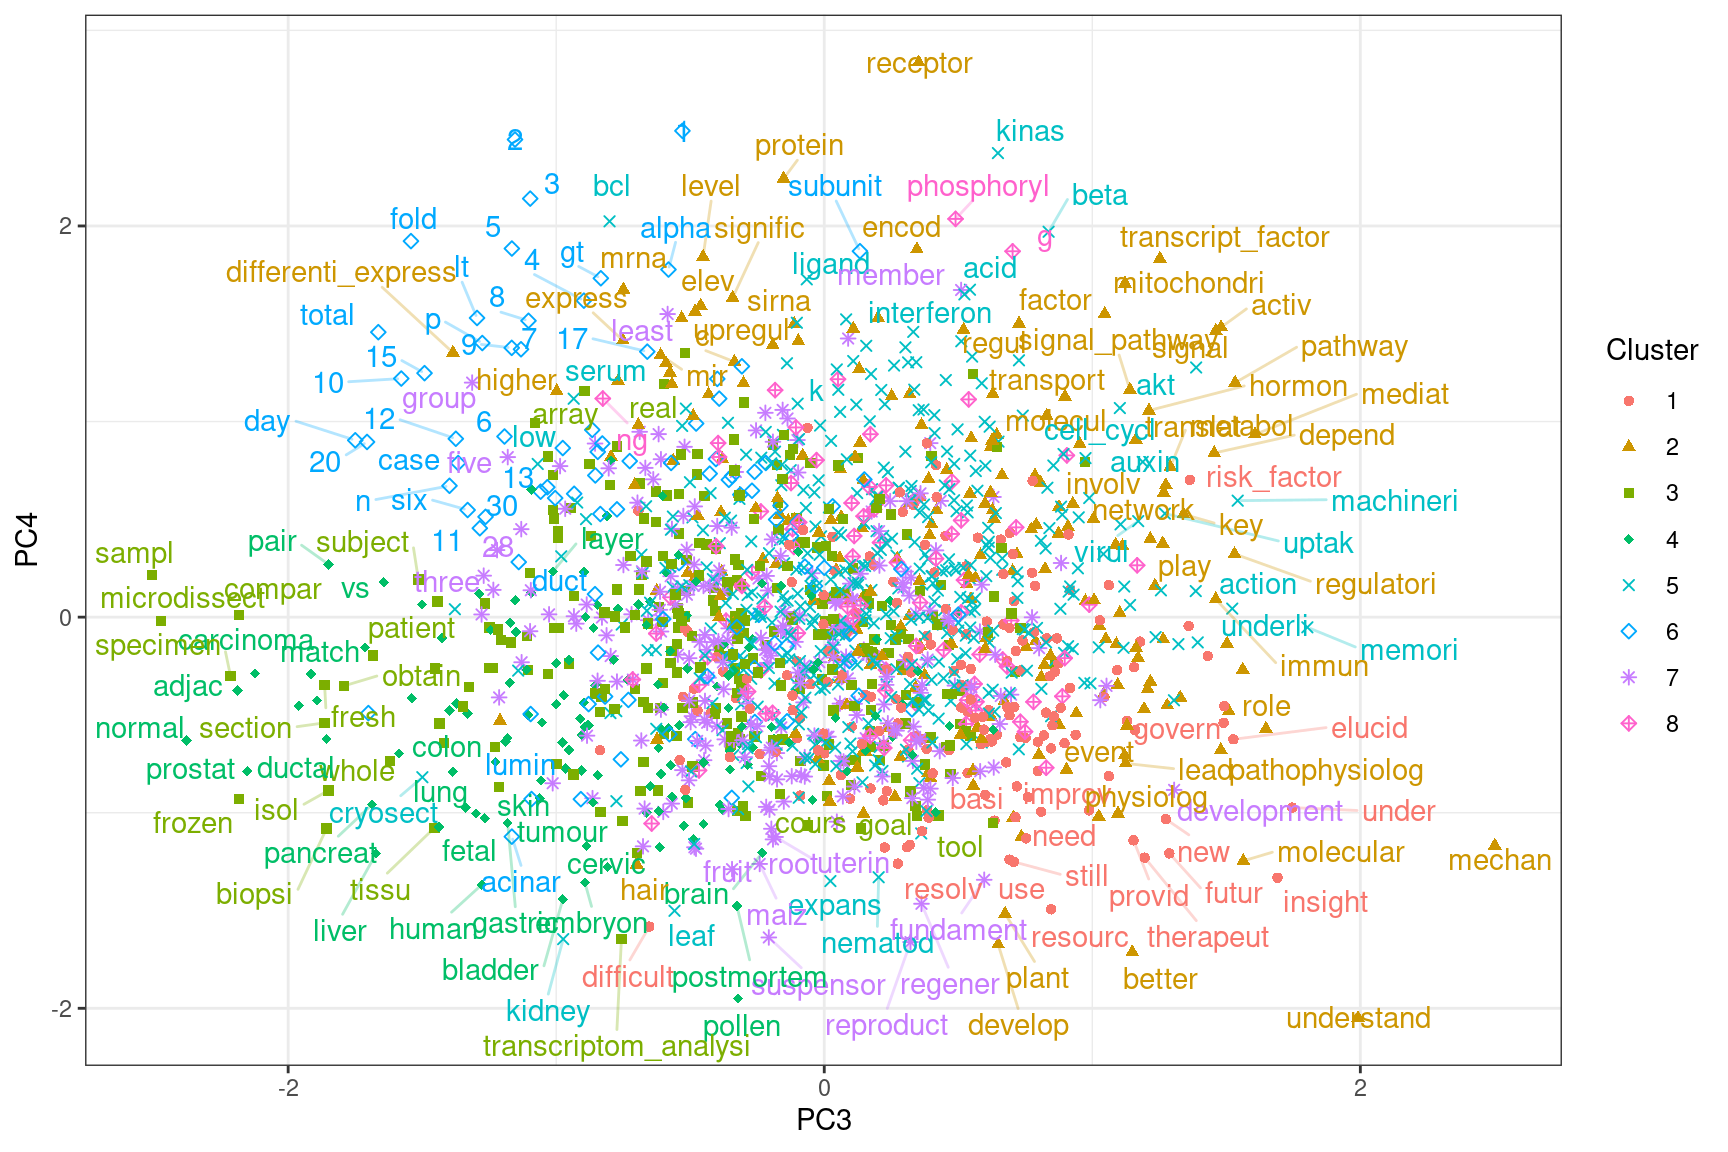 receptor
1
2
kinas
protein
3
bcl
level
subunit
phosphoryl
beta
fold
5
alpha
signific
encod
g
transcript_factor
differenti_express
lt
4
gt
mrna
ligand
member
acid
elev
mitochondri
total
8
express
sirna
interferon
factor
activ
p
9
7
17
least
upregul
c
regul
signal_pathway
signal
pathway
15
10
higher
serum
mir
k
transport
akt
hormon
mediat
group
day
12
6
array
real
molecul
cell_cycl
translat
metabol
depend
20
case
five
low
ng
auxin
risk_factor
13
involv
n
six
30
network
key
machineri
11
28
pair
subject
layer
virul
uptak
sampl
play
microdissect
compar
vs
three
duct
action
regulatori
specimen
carcinoma
match
patient
underli
memori
adjac
obtain
immun
normal
section
fresh
role
govern
elucid
prostat
ductal
whole
colon
lumin
event
lead
pathophysiolog
frozen
isol
cryosect
lung
skin
basi
improv
physiolog
development
under
tumour
cours
goal
tool
need
new
molecular
mechan
pancreat
fetal
cervic
root
uterin
biopsi
tissu
acinar
hair
brain
fruit
resolv
use
still
provid
futur
insight
liver
human
gastric
embryon
leaf
maiz
expans
nematod
fundament
resourc
therapeut
bladder
difficult
postmortem
suspensor
regener
plant
better
kidney
pollen
reproduct
develop
understand
transcriptom_analysi
PC4
2
0
-2
-2
0
2
PC3
Cluster
1
2
3
4
5
6
7
8